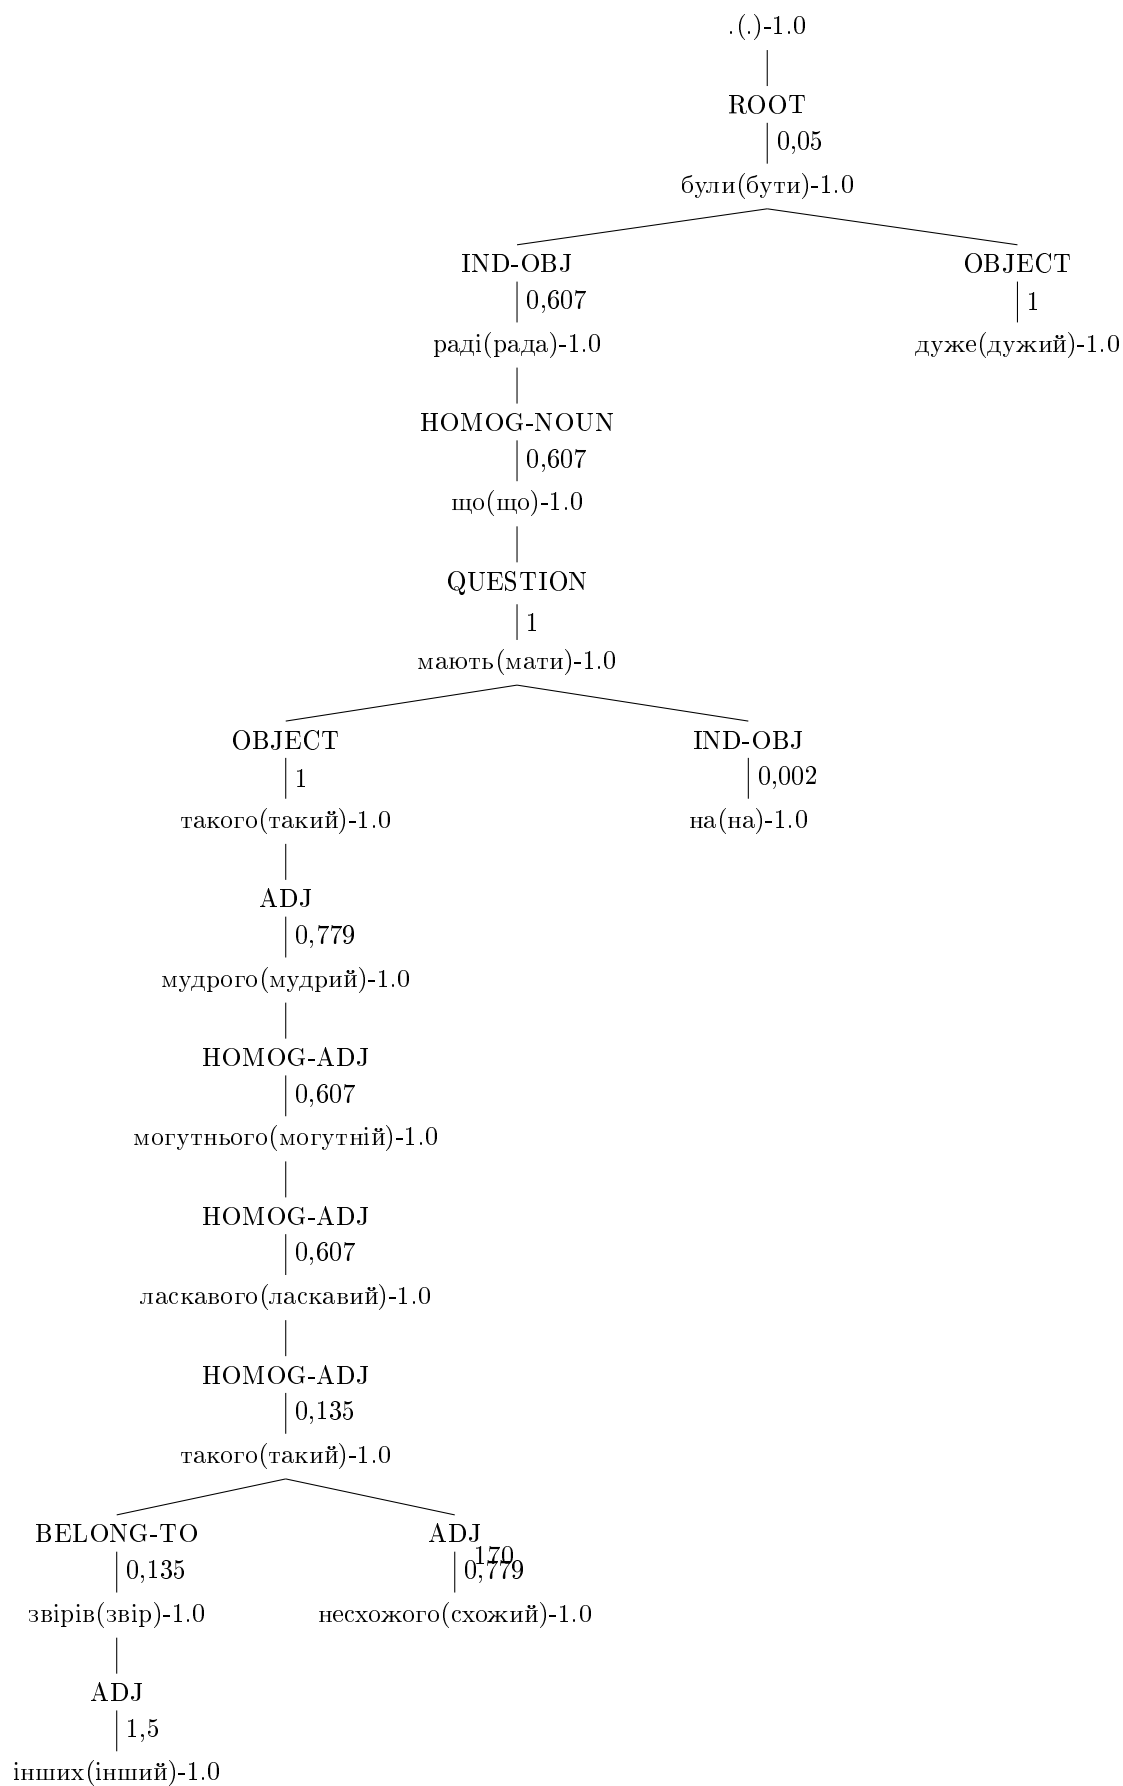 .(.)-1.0
ROOT
0,05
були(бути)-1.0
IND-OBJ OBJECT
0,607 1
раді(рада)-1.0 дуже(дужий)-1.0
HOMOG-NOUN
0,607
що(що)-1.0
QUESTION
1
мають(мати)-1.0
OBJECT IND-OBJ
1 0,002
такого(такий)-1.0 на(на)-1.0
ADJ
0,779
мудрого(мудрий)-1.0
HOMOG-ADJ
0,607
могутнього(могутній)-1.0
HOMOG-ADJ
0,607
ласкавого(ласкавий)-1.0
HOMOG-ADJ
0,135
такого(такий)-1.0
BELONG-TO ADJ
170
0,135 0,779
звірів(звір)-1.0 несхожого(схожий)-1.0
ADJ
1,5
інших(інший)-1.0